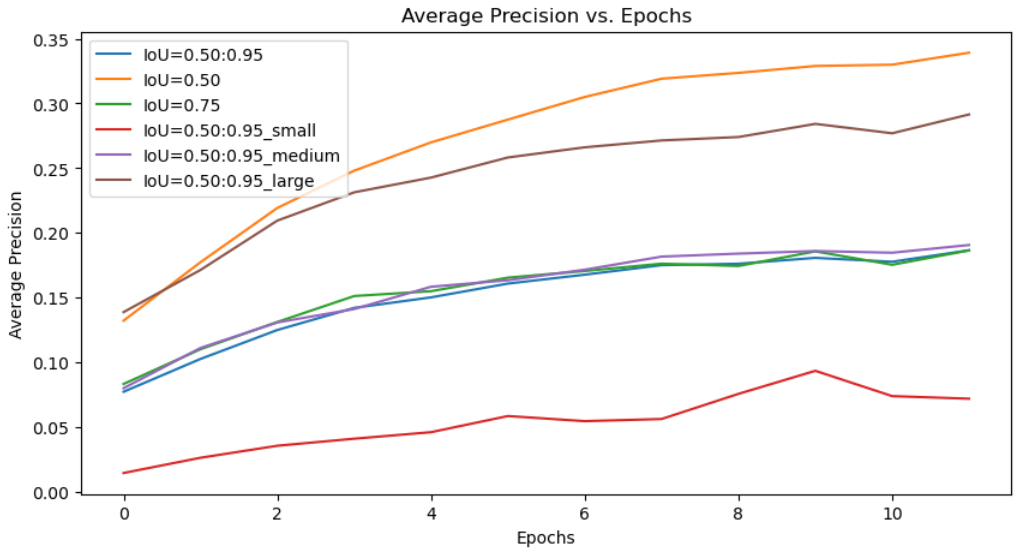 Average Precision vs. Epochs
IoU=0.50:0.95
IoU=0.50
IoU=0.75
IoU=0.50:0.95_small
IoU=0.50:0.95_medium
IoU=0.50:0.95_large
Average Precision
0.35
0.30
0.25
0.20
0.15
0.10
0.05
0.00
0 2 4 6 8 10
Epochs